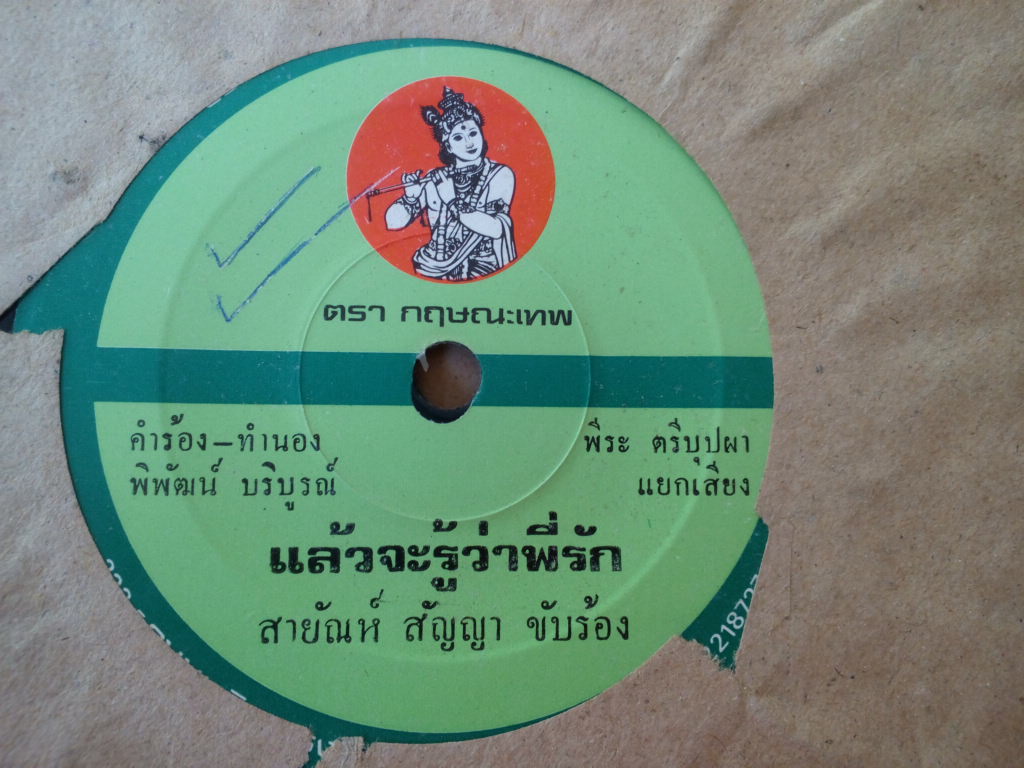 ตรา กฤษณะเทพ
คำร้อง–ทำนอง
พิพัฒน์ บริบูรณ์
พีระ ตรีบุปผา
แยกเสียง
แล้วจะรู้ว่าพี่รัก
สายัณห์ สัญญา ขับร้อง